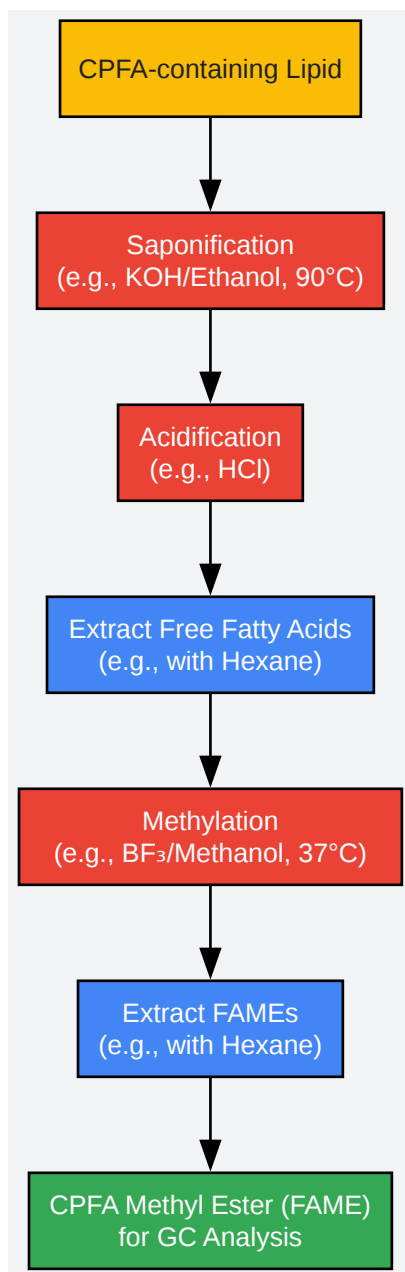 CPFA-containing Lipid
Saponification
(e.g., KOH/Ethanol, 90°C)
Acidification
(e.g., HCl)
Extract Free Fatty Acids
(e.g., with Hexane)
Methylation
(e.g., BF₃/Methanol, 37°C)
Extract FAMEs
(e.g., with Hexane)
CPFA Methyl Ester (FAME)
for GC Analysis